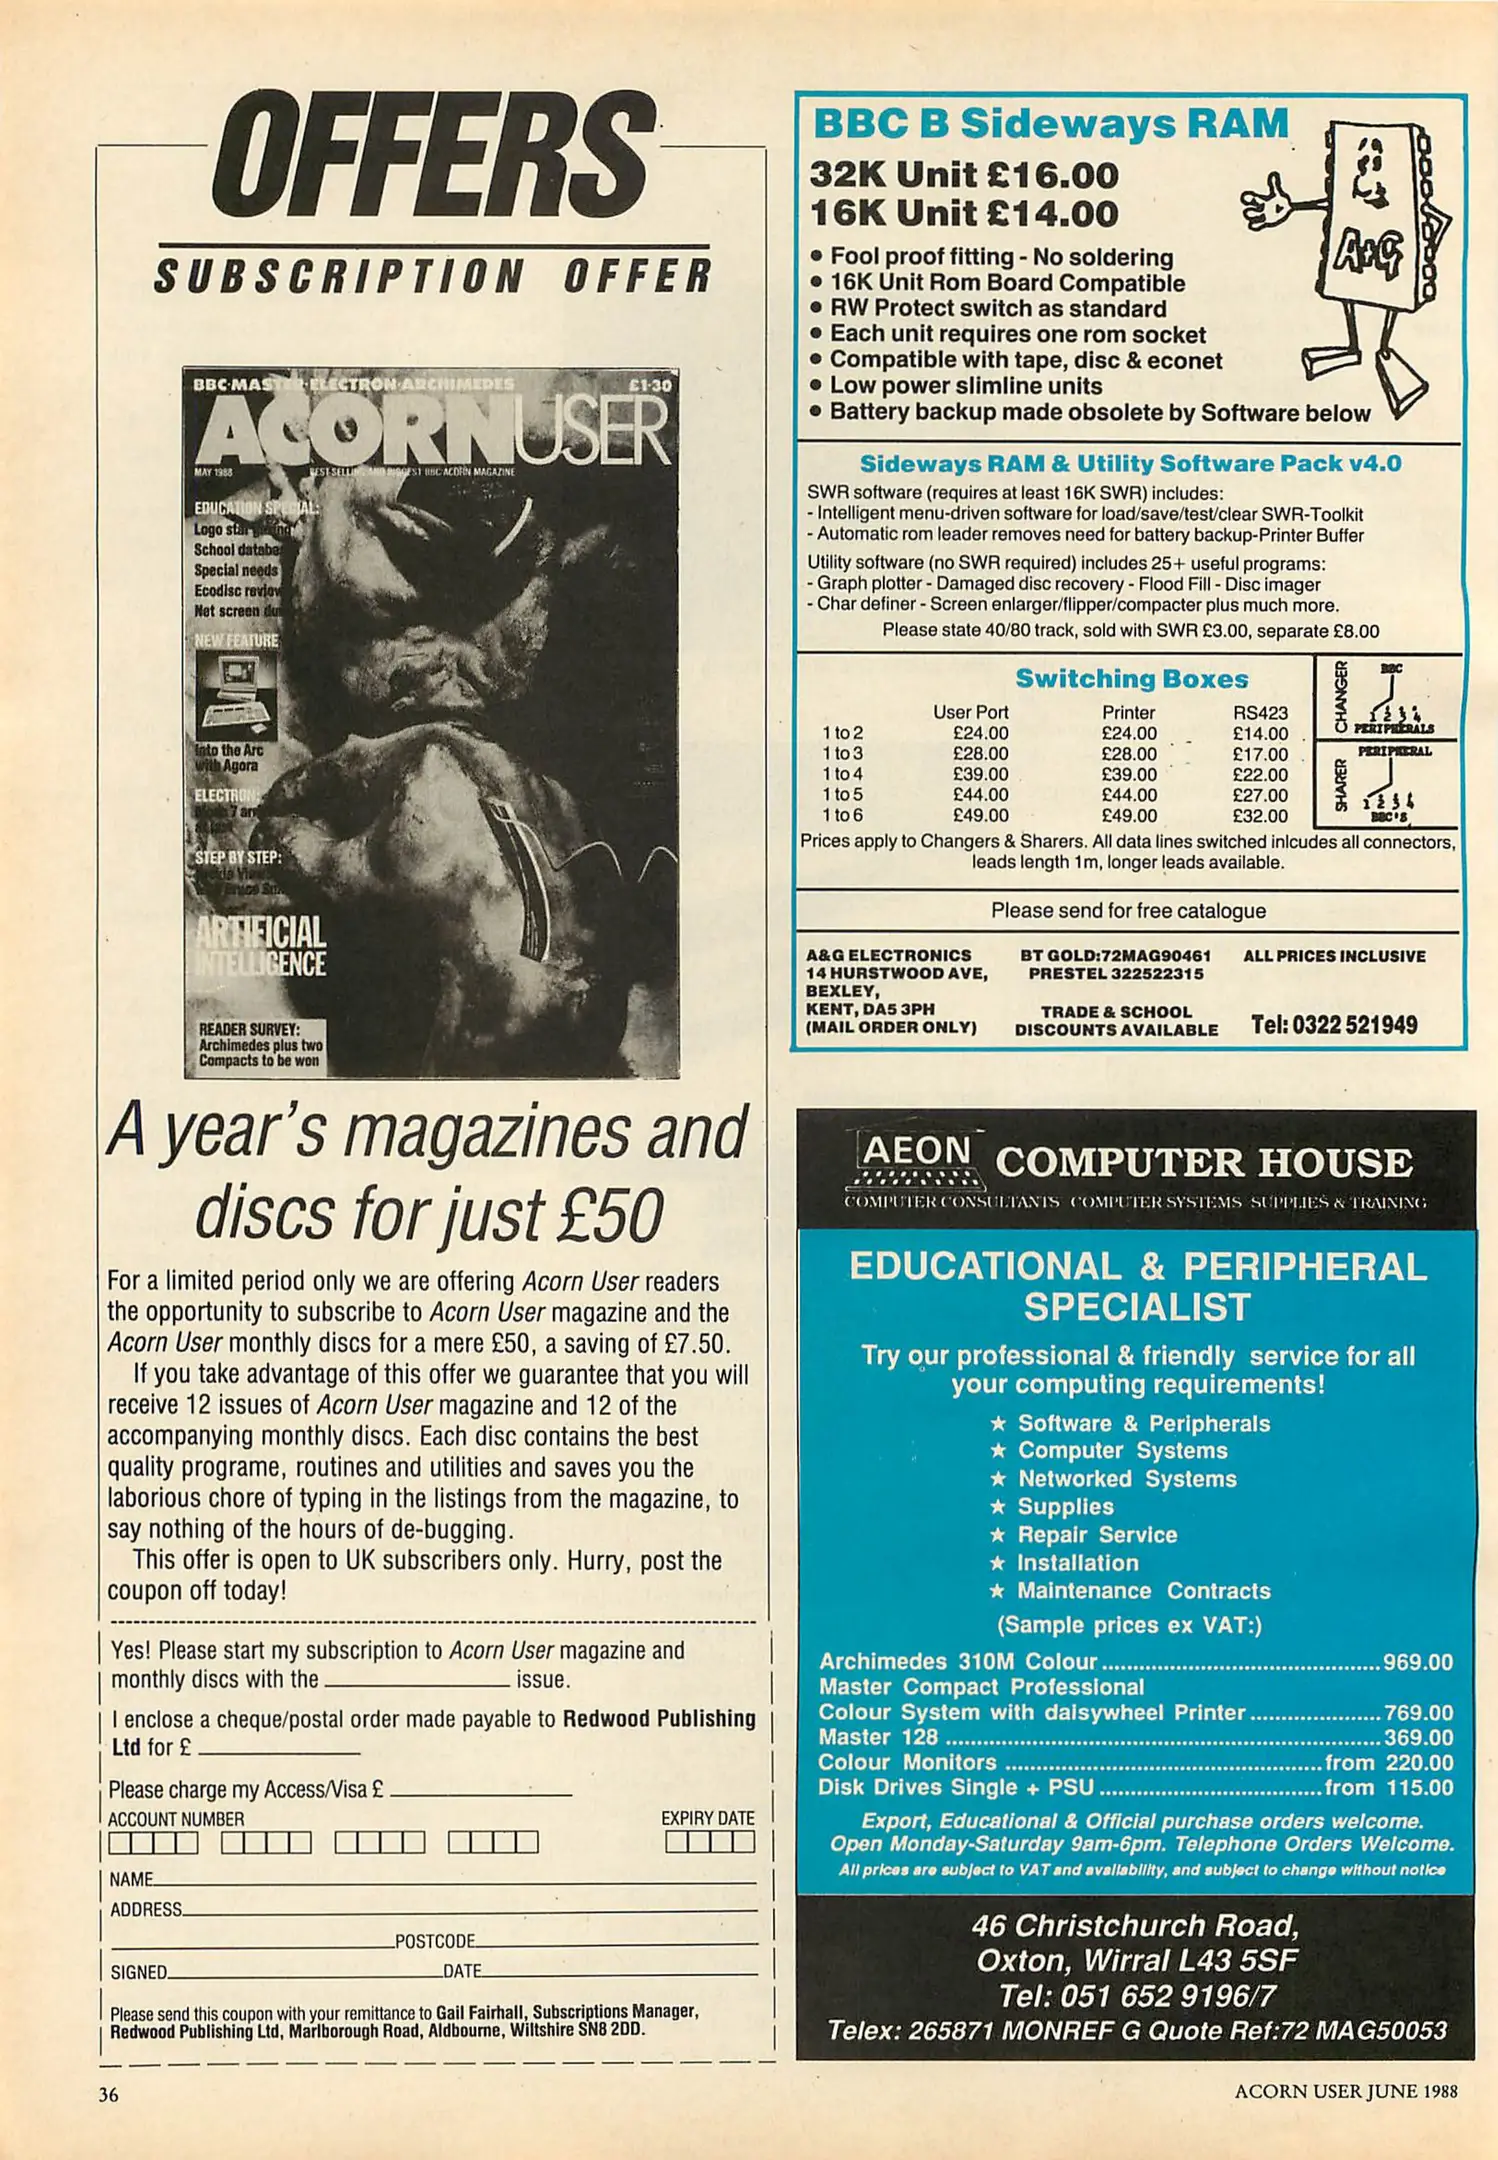 OFFERS
SUBSCRIPTION OFFER
BBC·MASTER·ELECTRON·ARCHIMEDES £1·30
ACORNUSER
MAY 1988 BEST-SELLING AND BIGGEST BBC ACORN MAGAZINE
EDUCATION SPECIAL:
Logo
School
Special needs
Ecodisc review
Net screen
NEW FEATURE
Into the Arc
with Agora
ELECTRON:
STEP BY STEP:
ARTIFICIAL
INTELLIGENCE
READER SURVEY:
Archimedes plus two
Compacts to be won
A year's magazines and
discs for just £50
For a limited period only we are offering Acorn User readers
the opportunity to subscribe to Acorn User magazine and the
Acorn User monthly discs for a mere £50, a saving of £7.50.
If you take advantage of this offer we guarantee that you will
receive 12 issues of Acorn User magazine and 12 of the
accompanying monthly discs. Each disc contains the best
quality programe, routines and utilities and saves you the
laborious chore of typing in the listings from the magazine, to
say nothing of the hours of de-bugging.
This offer is open to UK subscribers only. Hurry, post the
coupon off today!
Yes! Please start my subscription to Acorn User magazine and
monthly discs with the issue.
I enclose a cheque/postal order made payable to Redwood Publishing
Ltd for £
Please charge my Access/Visa £
ACCOUNT NUMBER EXPIRY DATE
NAME
ADDRESS
POSTCODE
SIGNED DATE
Please send this coupon with your remittance to Gail Fairhall, Subscriptions Manager,
Redwood Publishing Ltd, Marlborough Road, Aldbourne, Wiltshire SN8 2DD.
BBC B Sideways RAM
32K Unit £16.00
16K Unit £14.00
A+G
• Fool proof fitting - No soldering
• 16K Unit Rom Board Compatible
• RW Protect switch as standard
• Each unit requires one rom socket
• Compatible with tape, disc & econet
• Low power slimline units
• Battery backup made obsolete by Software below
Sideways RAM & Utility Software Pack v4.0
SWR software (requires at least 16K SWR) includes:
- Intelligent menu-driven software for load/save/test/clear SWR-Toolkit
- Automatic rom leader removes need for battery backup-Printer Buffer
Utility software (no SWR required) includes 25+ useful programs:
- Graph plotter - Damaged disc recovery - Flood Fill - Disc imager
- Char definer - Screen enlarger/flipper/compacter plus much more.
Please state 40/80 track, sold with SWR £3.00, separate £8.00
Switching Boxes
User Port Printer RS423
1 to 2 £24.00 £24.00 £14.00
1 to 3 £28.00 £28.00 £17.00
1 to 4 £39.00 £39.00 £22.00
1 to 5 £44.00 £44.00 £27.00
1 to 6 £49.00 £49.00 £32.00
CHANGER
BBC
1 2 3 4
PERIPHERALS
SHARER
PERIPHERAL
1 2 3 4
BBC'S
Prices apply to Changers & Sharers. All data lines switched inlcudes all connectors,
leads length 1m, longer leads available.
Please send for free catalogue
A&G ELECTRONICS
14 HURSTWOOD AVE,
BEXLEY,
KENT, DA5 3PH
(MAIL ORDER ONLY)
BT GOLD:72MAG90461
PRESTEL 322522315
TRADE & SCHOOL
DISCOUNTS AVAILABLE
ALL PRICES INCLUSIVE
Tel: 0322 521949
AEON COMPUTER HOUSE
COMPUTER CONSULTANTS COMPUTER SYSTEMS SUPPLIES & TRAINING
EDUCATIONAL & PERIPHERAL
SPECIALIST
Try our professional & friendly service for all
your computing requirements!
★ Software & Peripherals
★ Computer Systems
★ Networked Systems
★ Supplies
★ Repair Service
★ Installation
★ Maintenance Contracts
(Sample prices ex VAT:)
Archimedes 310M Colour 969.00
Master Compact Professional
Colour System with daisywheel Printer 769.00
Master 128 369.00
Colour Monitors from 220.00
Disk Drives Single + PSU from 115.00
Export, Educational & Official purchase orders welcome.
Open Monday-Saturday 9am-6pm. Telephone Orders Welcome.
All prices are subject to VAT and availability, and subject to change without notice
46 Christchurch Road,
Oxton, Wirral L43 5SF
Tel: 051 652 9196/7
Telex: 265871 MONREF G Quote Ref:72 MAG50053
36
ACORN USER JUNE 1988